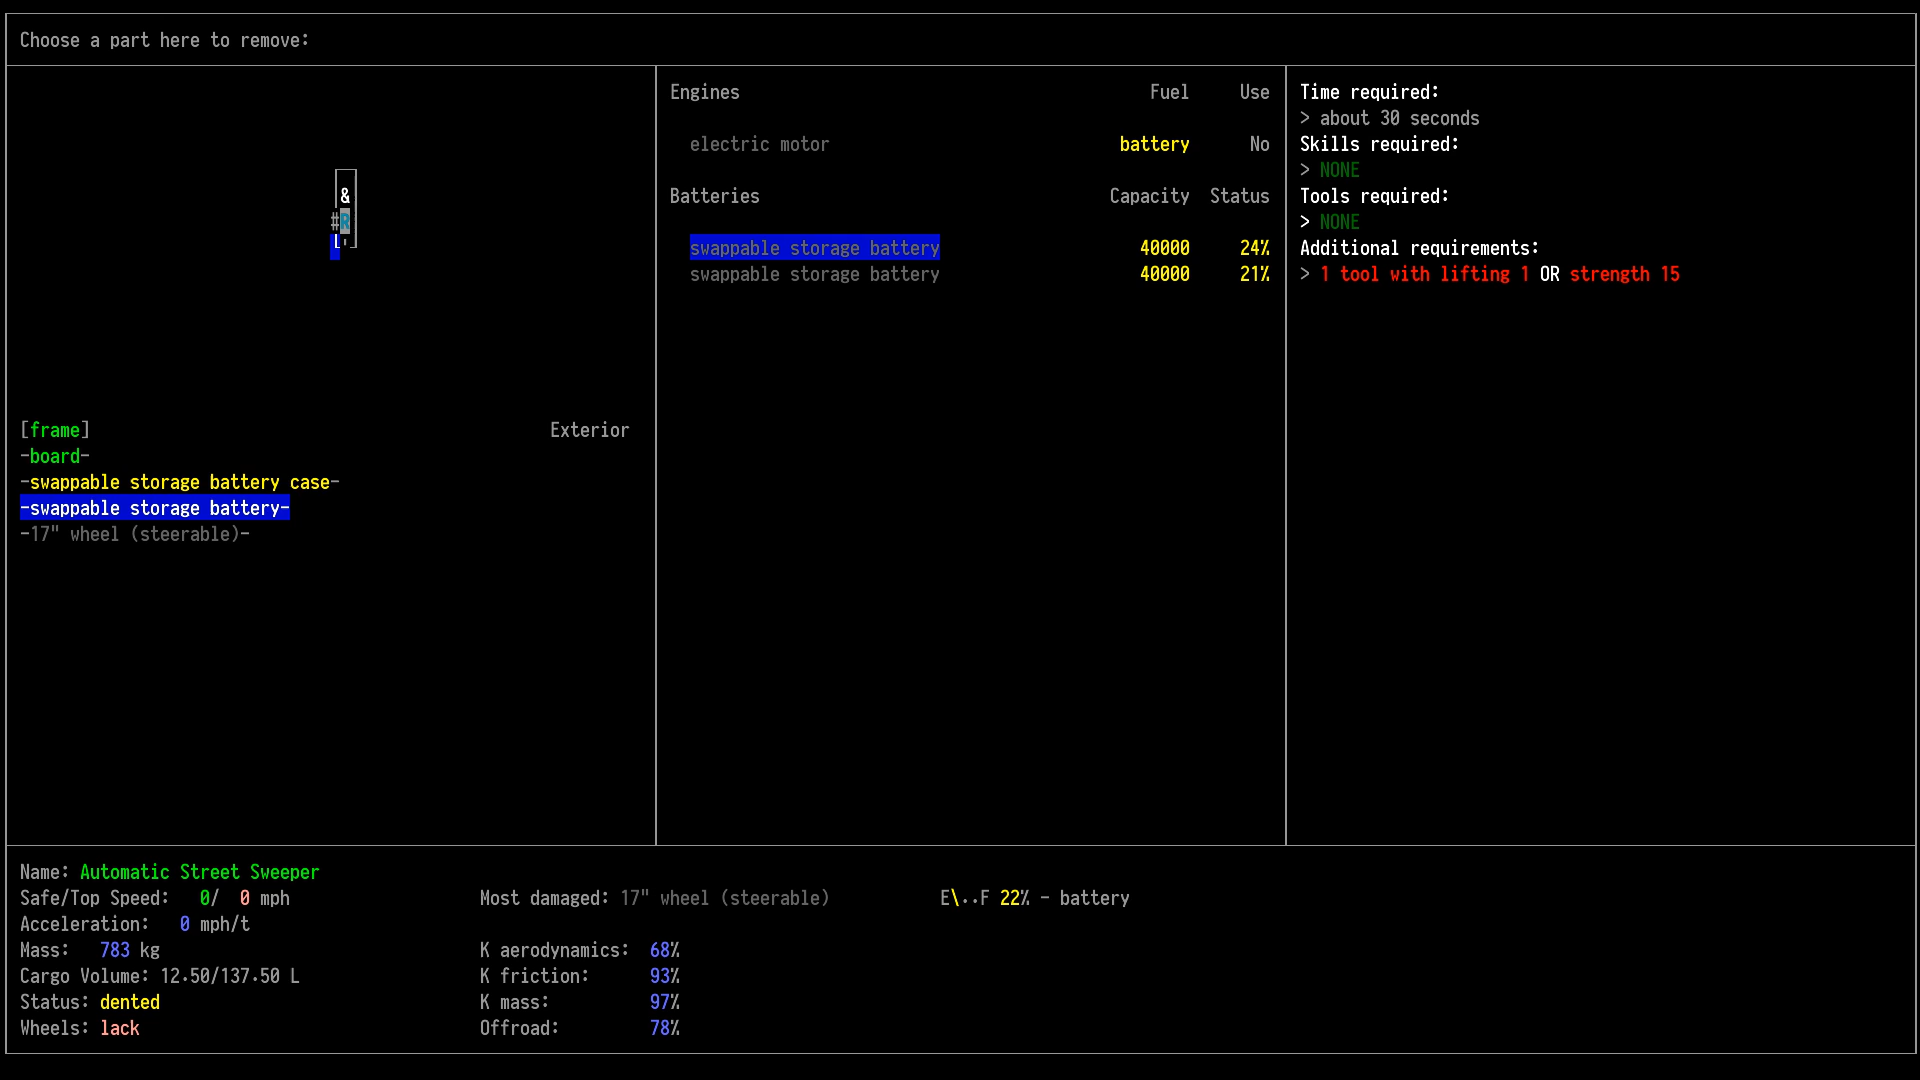 Choose a part here to remove:
&
#R
L'
[frame] Exterior
-board-
-swappable storage battery case-
-swappable storage battery-
-17" wheel (steerable)-
Engines Fuel Use
electric motor battery No
Batteries Capacity Status
swappable storage battery 40000 24%
swappable storage battery 40000 21%
Time required:
> about 30 seconds
Skills required:
> NONE
Tools required:
> NONE
Additional requirements:
> 1 tool with lifting 1 OR strength 15
Name: Automatic Street Sweeper
Safe/Top Speed: 0/ 0 mph
Acceleration: 0 mph/t
Mass: 783 kg
Cargo Volume: 12.50/137.50 L
Status: dented
Wheels: lack
Most damaged: 17" wheel (steerable)
K aerodynamics: 68%
K friction: 93%
K mass: 97%
Offroad: 78%
E\..F 22% - battery